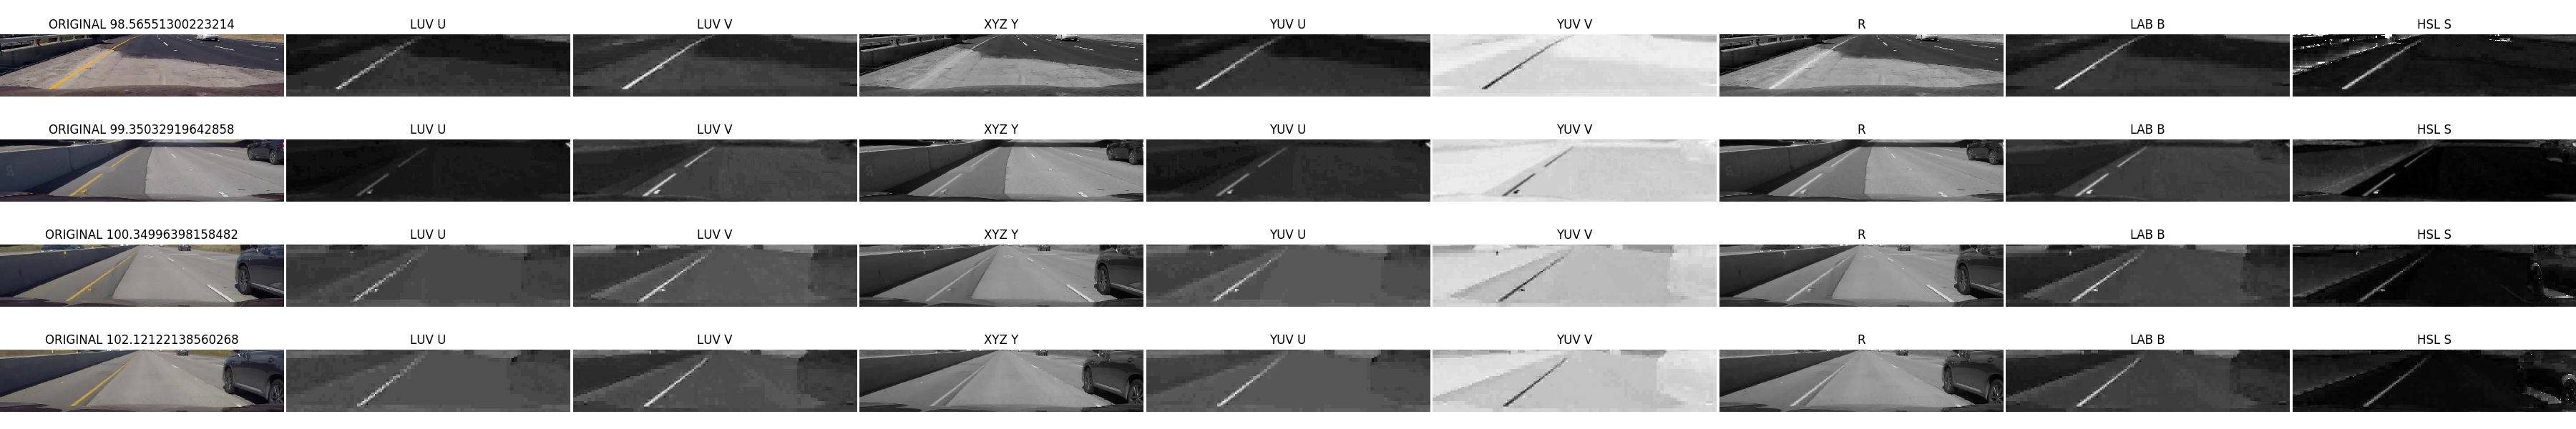 ORIGINAL 98.56551300223214 LUV U LUV V XYZ Y YUV U YUV V R LAB B HSL S
ORIGINAL 99.35032919642858 LUV U LUV V XYZ Y YUV U YUV V R LAB B HSL S
ORIGINAL 100.34996398158482 LUV U LUV V XYZ Y YUV U YUV V R LAB B HSL S
ORIGINAL 102.12122138560268 LUV U LUV V XYZ Y YUV U YUV V R LAB B HSL S